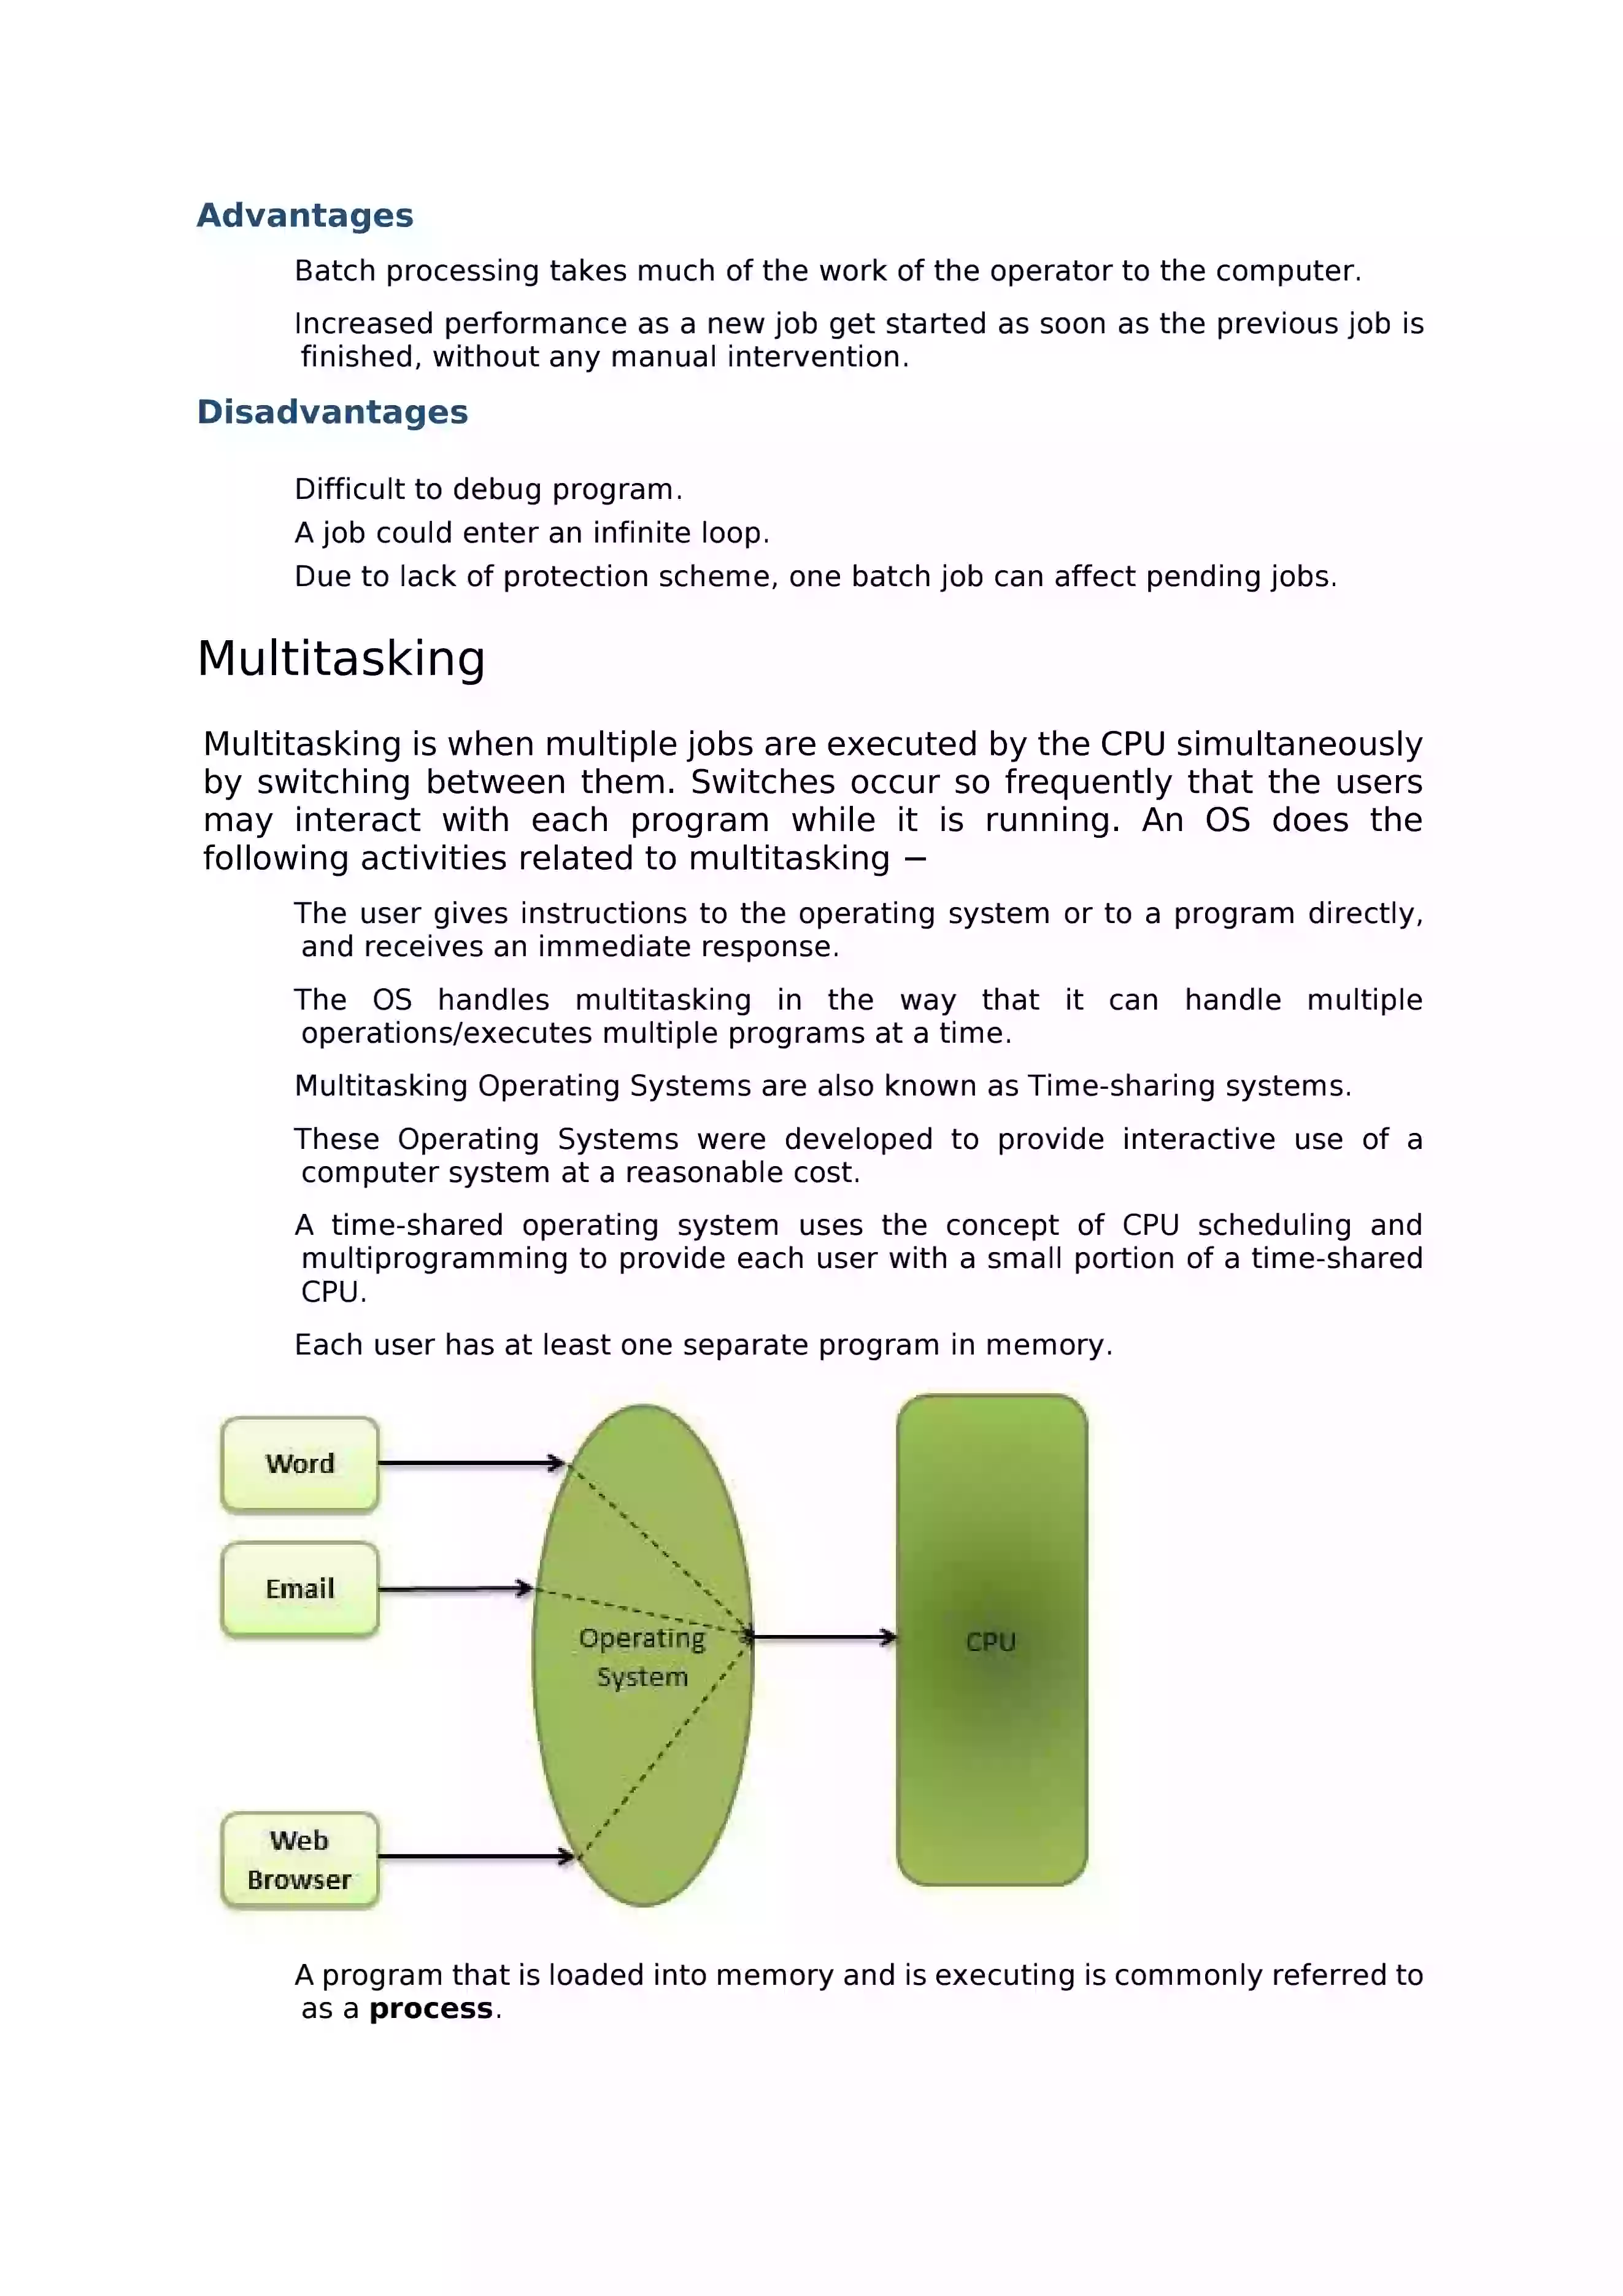 Advantages
Batch processing takes much of the work of the operator to the computer.
Increased performance as a new job get started as soon as the previous job is
finished, without any manual intervention.
Disadvantages
Difficult to debug program.
A job could enter an infinite loop.
Due to lack of protection scheme, one batch job can affect pending jobs.
Multitasking
Multitasking is when multiple jobs are executed by the CPU simultaneously
by switching between them. Switches occur so frequently that the users
may interact with each program while it is running. An OS does the
following activities related to multitasking −
The user gives instructions to the operating system or to a program directly,
and receives an immediate response.
The OS handles multitasking in the way that it can handle multiple
operations/executes multiple programs at a time.
Multitasking Operating Systems are also known as Time-sharing systems.
These Operating Systems were developed to provide interactive use of a
computer system at a reasonable cost.
A time-shared operating system uses the concept of CPU scheduling and
multiprogramming to provide each user with a small portion of a time-shared
CPU.
Each user has at least one separate program in memory.
Word
Email
Operating
System
CPU
Web
Browser
A program that is loaded into memory and is executing is commonly referred to
as a process.